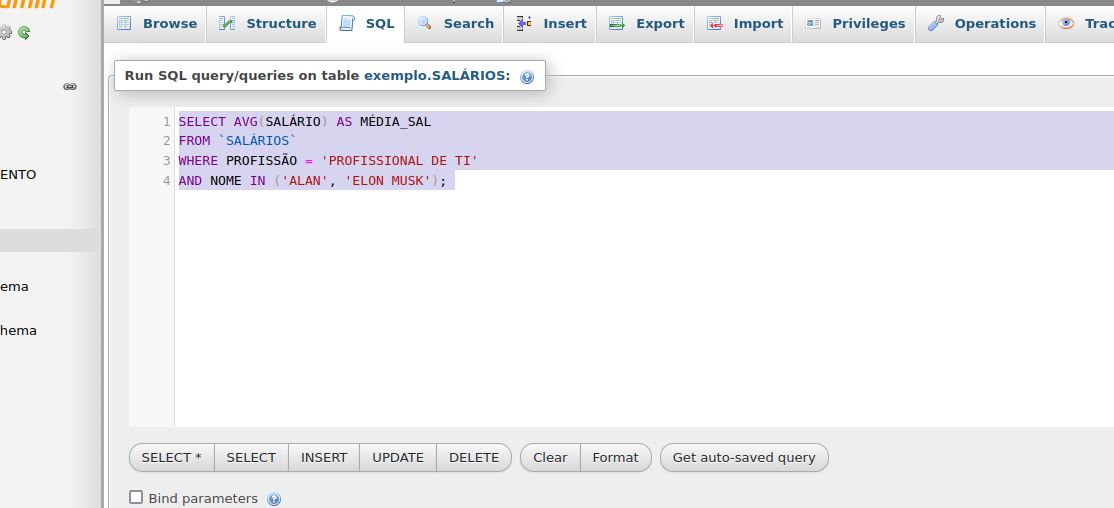 Browse Structure SQL Search Insert Export Import Privileges Operations
Run SQL query/queries on table exemplo.SALÁRIOS:
1 SELECT AVG(SALÁRIO) AS MÉDIA_SAL
2 FROM `SALÁRIOS`
3 WHERE PROFISSÃO = 'PROFISSIONAL DE TI'
4 AND NOME IN ('ALAN', 'ELON MUSK');
ENTO
ema
hema
SELECT * SELECT INSERT UPDATE DELETE Clear Format Get auto-saved query
Bind parameters